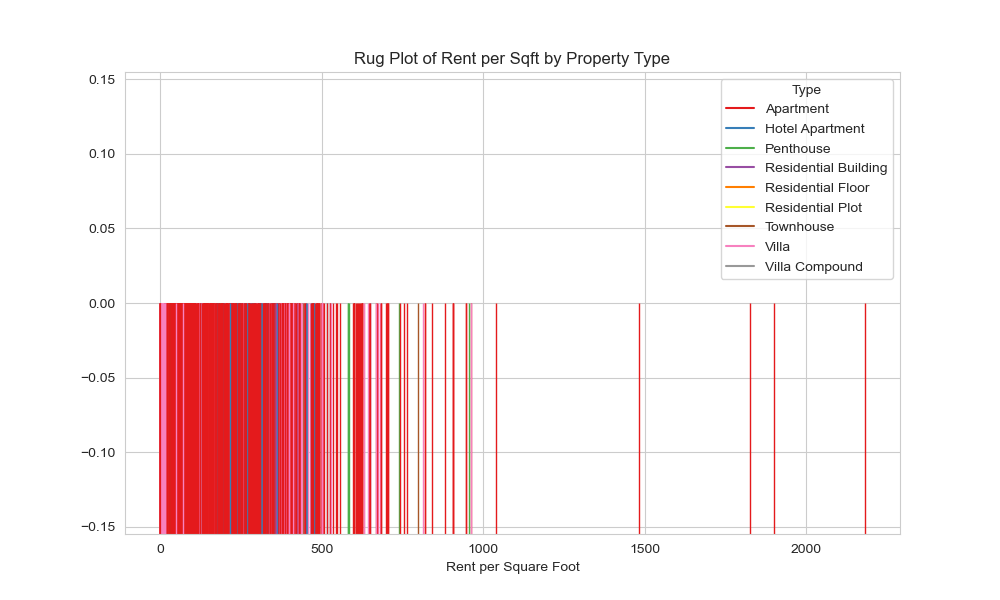 Rug Plot of Rent per Sqft by Property Type
0.15
0.10
0.05
0.00
−0.05
−0.10
−0.15
Type
Apartment
Hotel Apartment
Penthouse
Residential Building
Residential Floor
Residential Plot
Townhouse
Villa
Villa Compound
0 500 1000 1500 2000
Rent per Square Foot